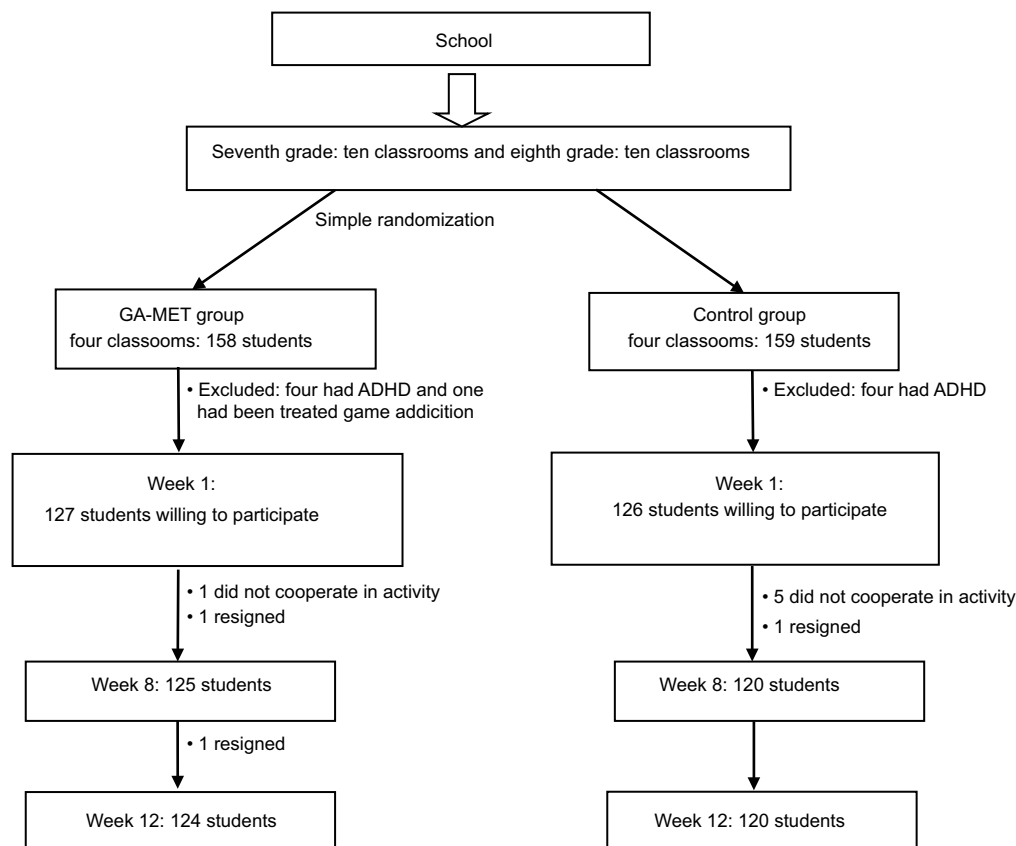 School
Seventh grade: ten classrooms and eighth grade: ten classrooms
Simple randomization
GA-MET group
four classooms: 158 students
Control group
four classooms: 159 students
• Excluded: four had ADHD and one
had been treated game addicition
• Excluded: four had ADHD
Week 1:
127 students willing to participate
Week 1:
126 students willing to participate
• 1 did not cooperate in activity
• 1 resigned
• 5 did not cooperate in activity
• 1 resigned
Week 8: 125 students
Week 8: 120 students
• 1 resigned
Week 12: 124 students
Week 12: 120 students